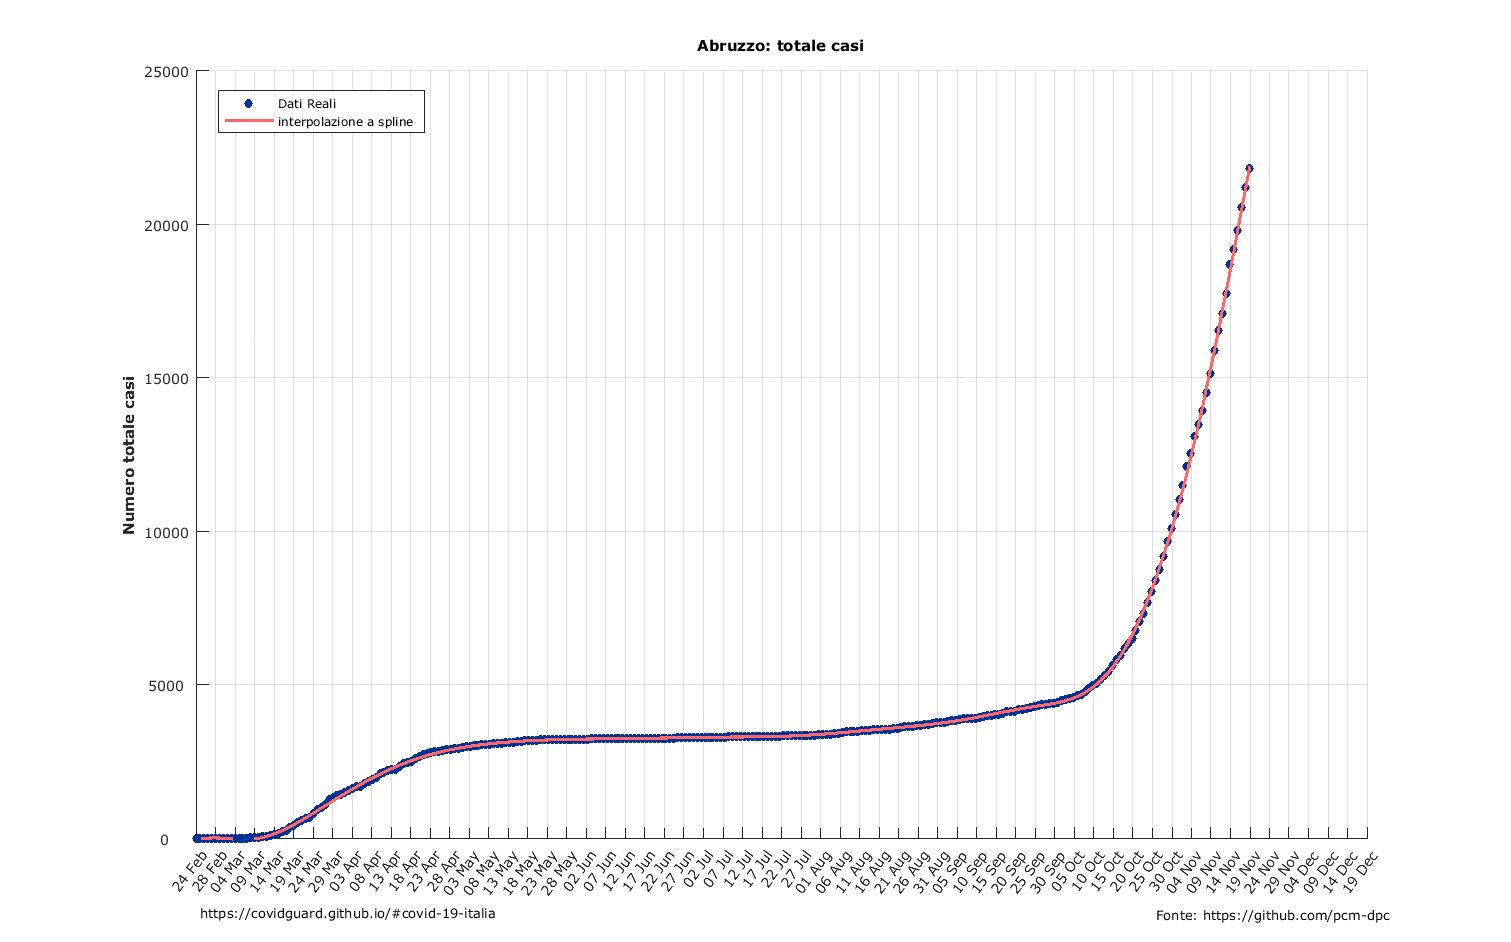 Abruzzo: totale casi
25000
20000
15000
10000
5000
0
Numero totale casi
Dati Reali
interpolazione a spline
24 Feb
28 Feb
04 Mar
09 Mar
14 Mar
19 Mar
24 Mar
29 Mar
03 Apr
08 Apr
13 Apr
18 Apr
23 Apr
28 Apr
03 May
08 May
13 May
18 May
23 May
28 May
02 Jun
07 Jun
12 Jun
17 Jun
22 Jun
27 Jun
02 Jul
07 Jul
12 Jul
17 Jul
22 Jul
27 Jul
01 Aug
06 Aug
11 Aug
16 Aug
21 Aug
26 Aug
31 Aug
05 Sep
10 Sep
15 Sep
20 Sep
25 Sep
30 Sep
05 Oct
10 Oct
15 Oct
20 Oct
25 Oct
30 Oct
04 Nov
09 Nov
14 Nov
19 Nov
24 Nov
29 Nov
04 Dec
09 Dec
14 Dec
19 Dec
https://covidguard.github.io/#covid-19-italia
Fonte: https://github.com/pcm-dpc